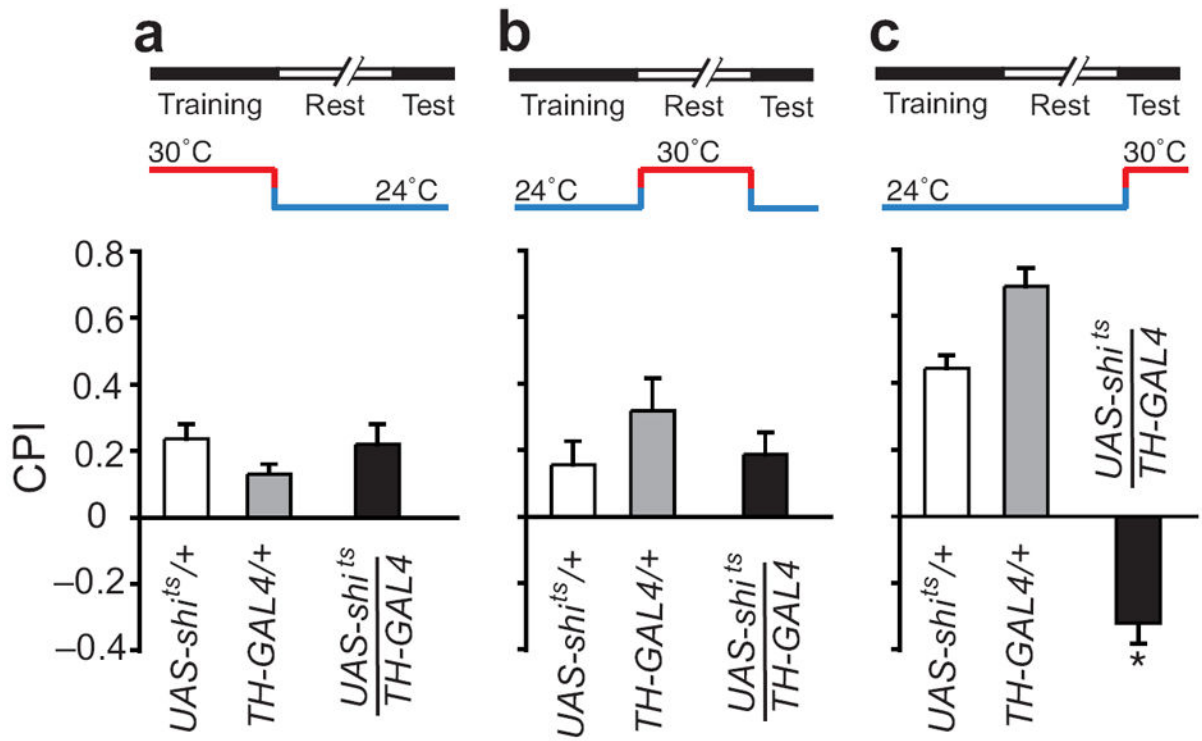 a
Training Rest Test
30°C
24°C
b
Training Rest Test
30°C
24°C
c
Training Rest Test
30°C
24°C
CPI
0.8
0.6
0.4
0.2
0
−0.2
−0.4
UAS-shi^ts/+
TH-GAL4/+
UAS-shi^ts
TH-GAL4
UAS-shi^ts/+
TH-GAL4/+
UAS-shi^ts
TH-GAL4
UAS-shi^ts/+
TH-GAL4/+
UAS-shi^ts
TH-GAL4
*